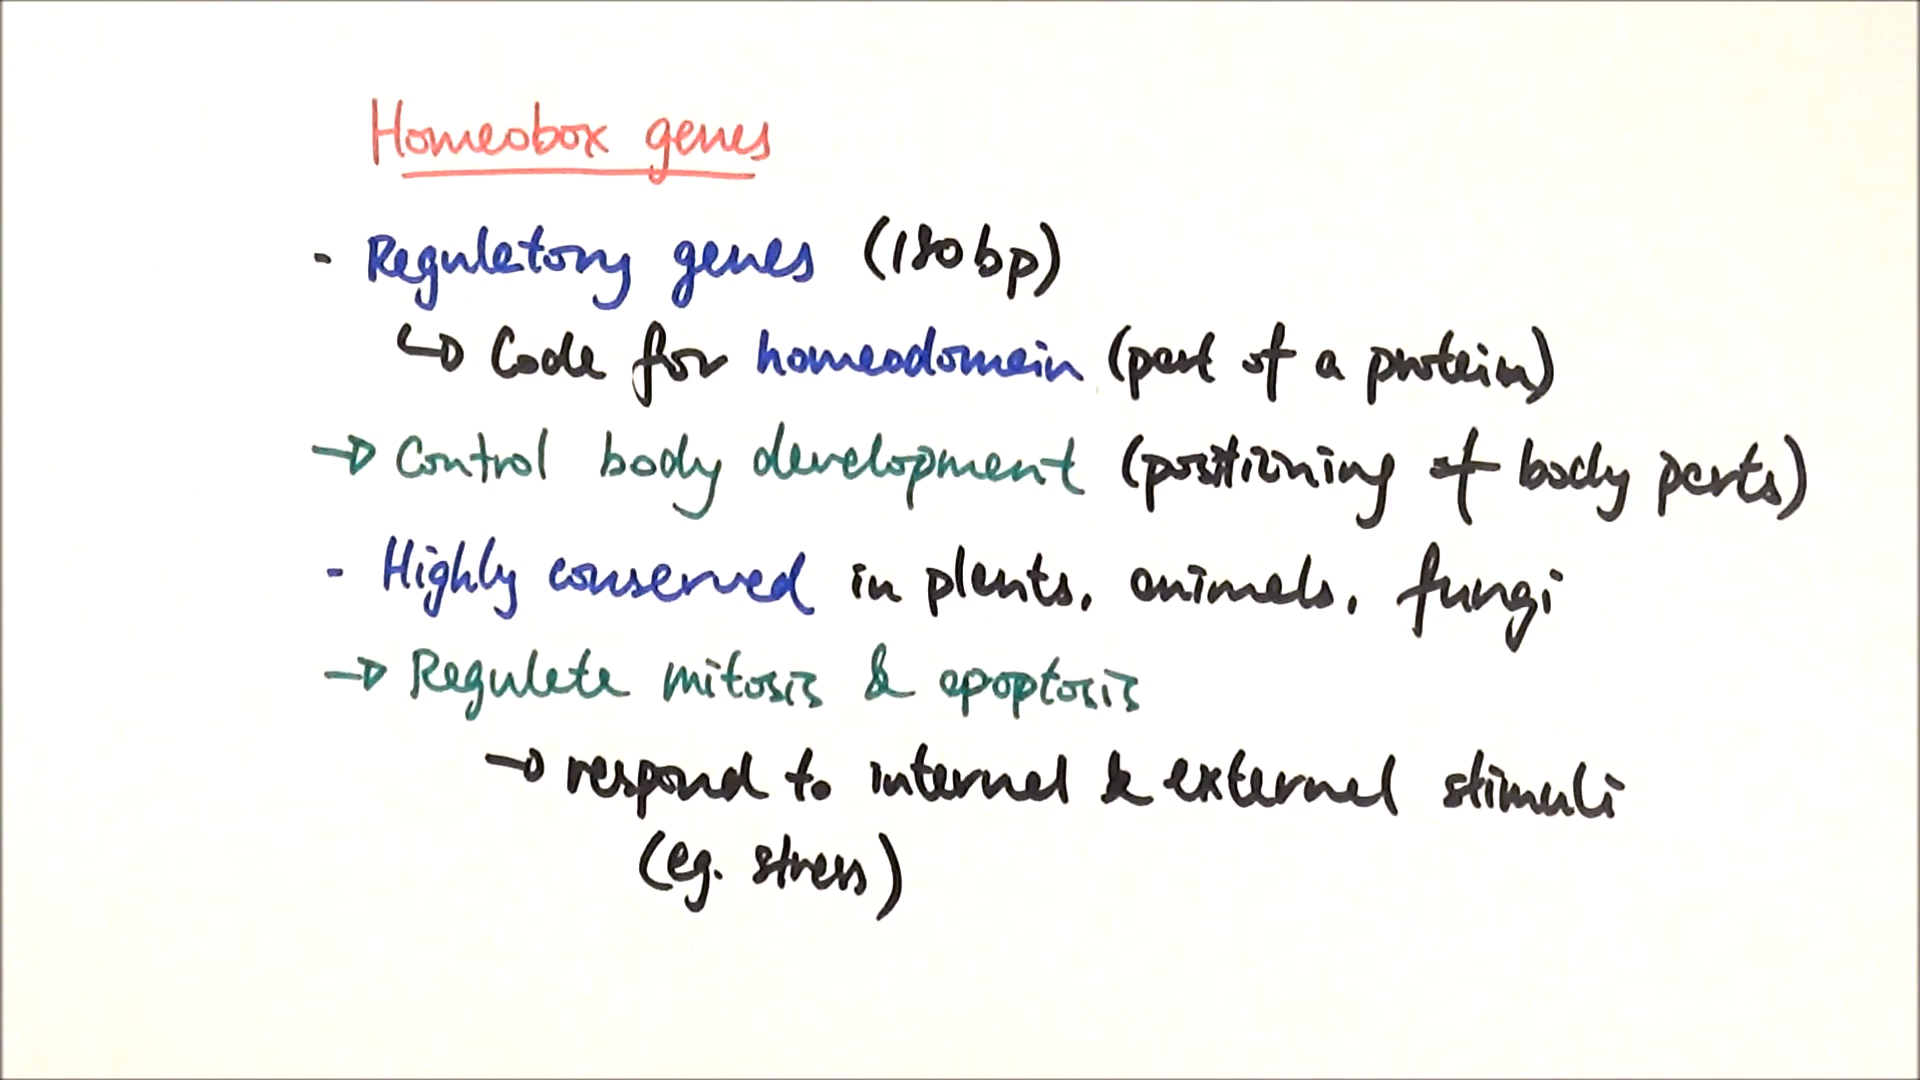 Homeobox genes
- Regulatory genes (180bp)
↳ Code for homeodomain (part of a protein)
→ Control body development (positioning of body parts)
- Highly conserved in plants, animals, fungi
→ Regulate mitosis & apoptosis
→ respond to internal & external stimuli
(eg. stress)